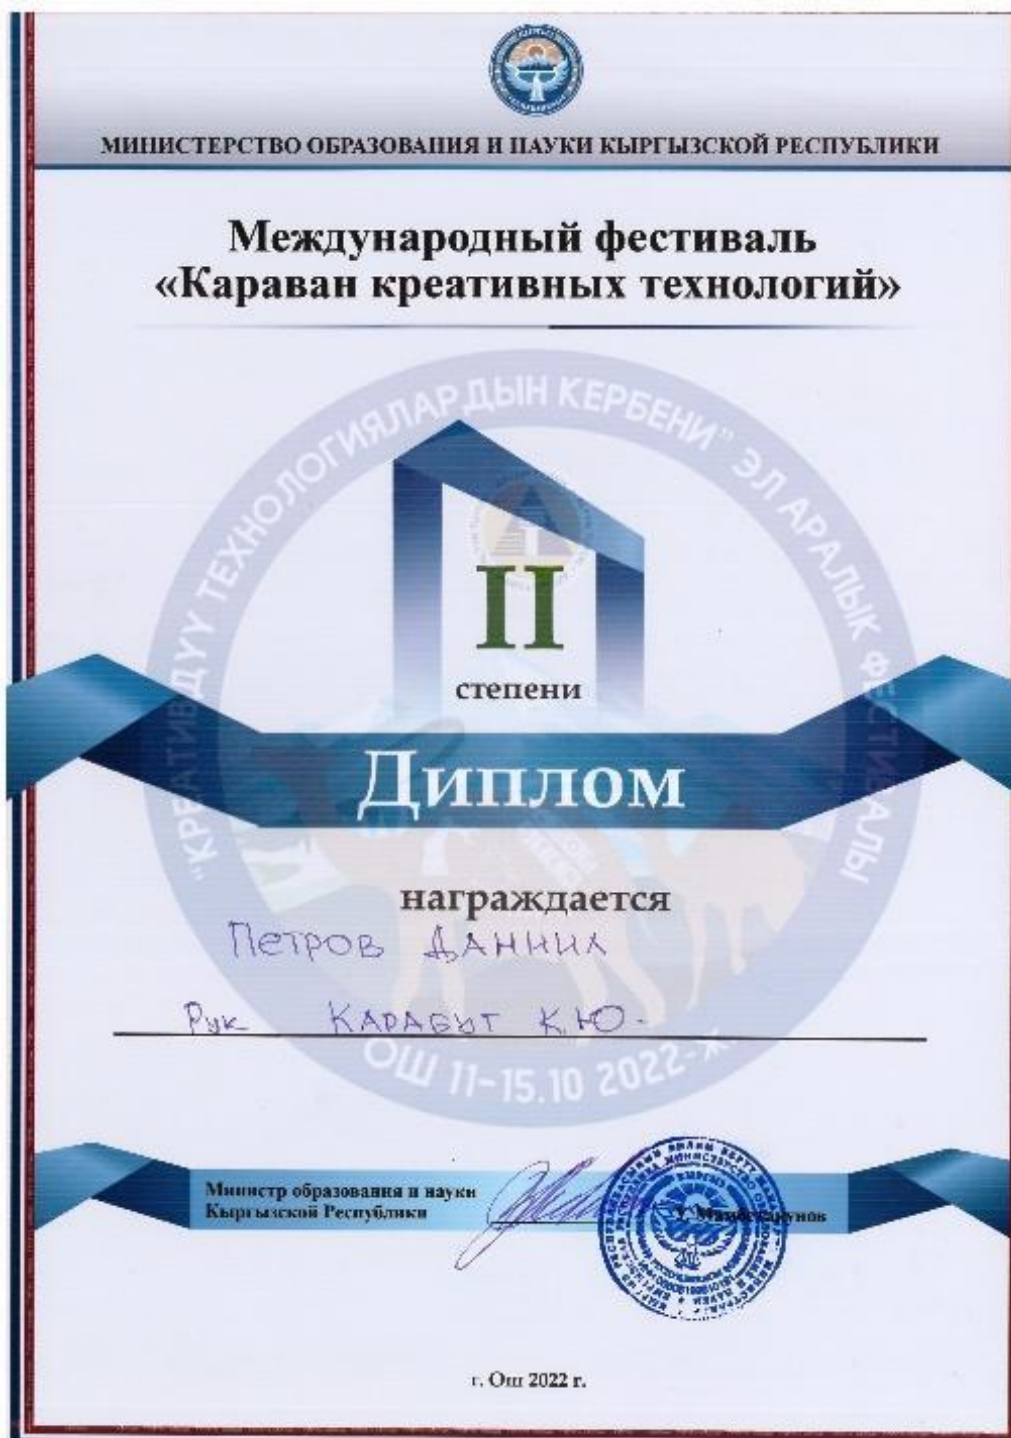 МИНИСТЕРСТВО ОБРАЗОВАНИЯ И НАУКИ КЫРГЫЗСКОЙ РЕСПУБЛИКИ
Международный фестиваль
«Караван креативных технологий»
"КРЕАТИВДҮҮ ТЕХНОЛОГИЯЛАРДЫН КЕРБЕНИ" ЭЛ АРАЛЫК ФЕСТИВАЛЫ
II
степени
Диплом
награждается
Петров Даниил
Рук Карабут К.Ю.
ОШ 11-15.10 2022-ж.
Министр образования и науки
Кыргызской Республики
г. Ош 2022 г.